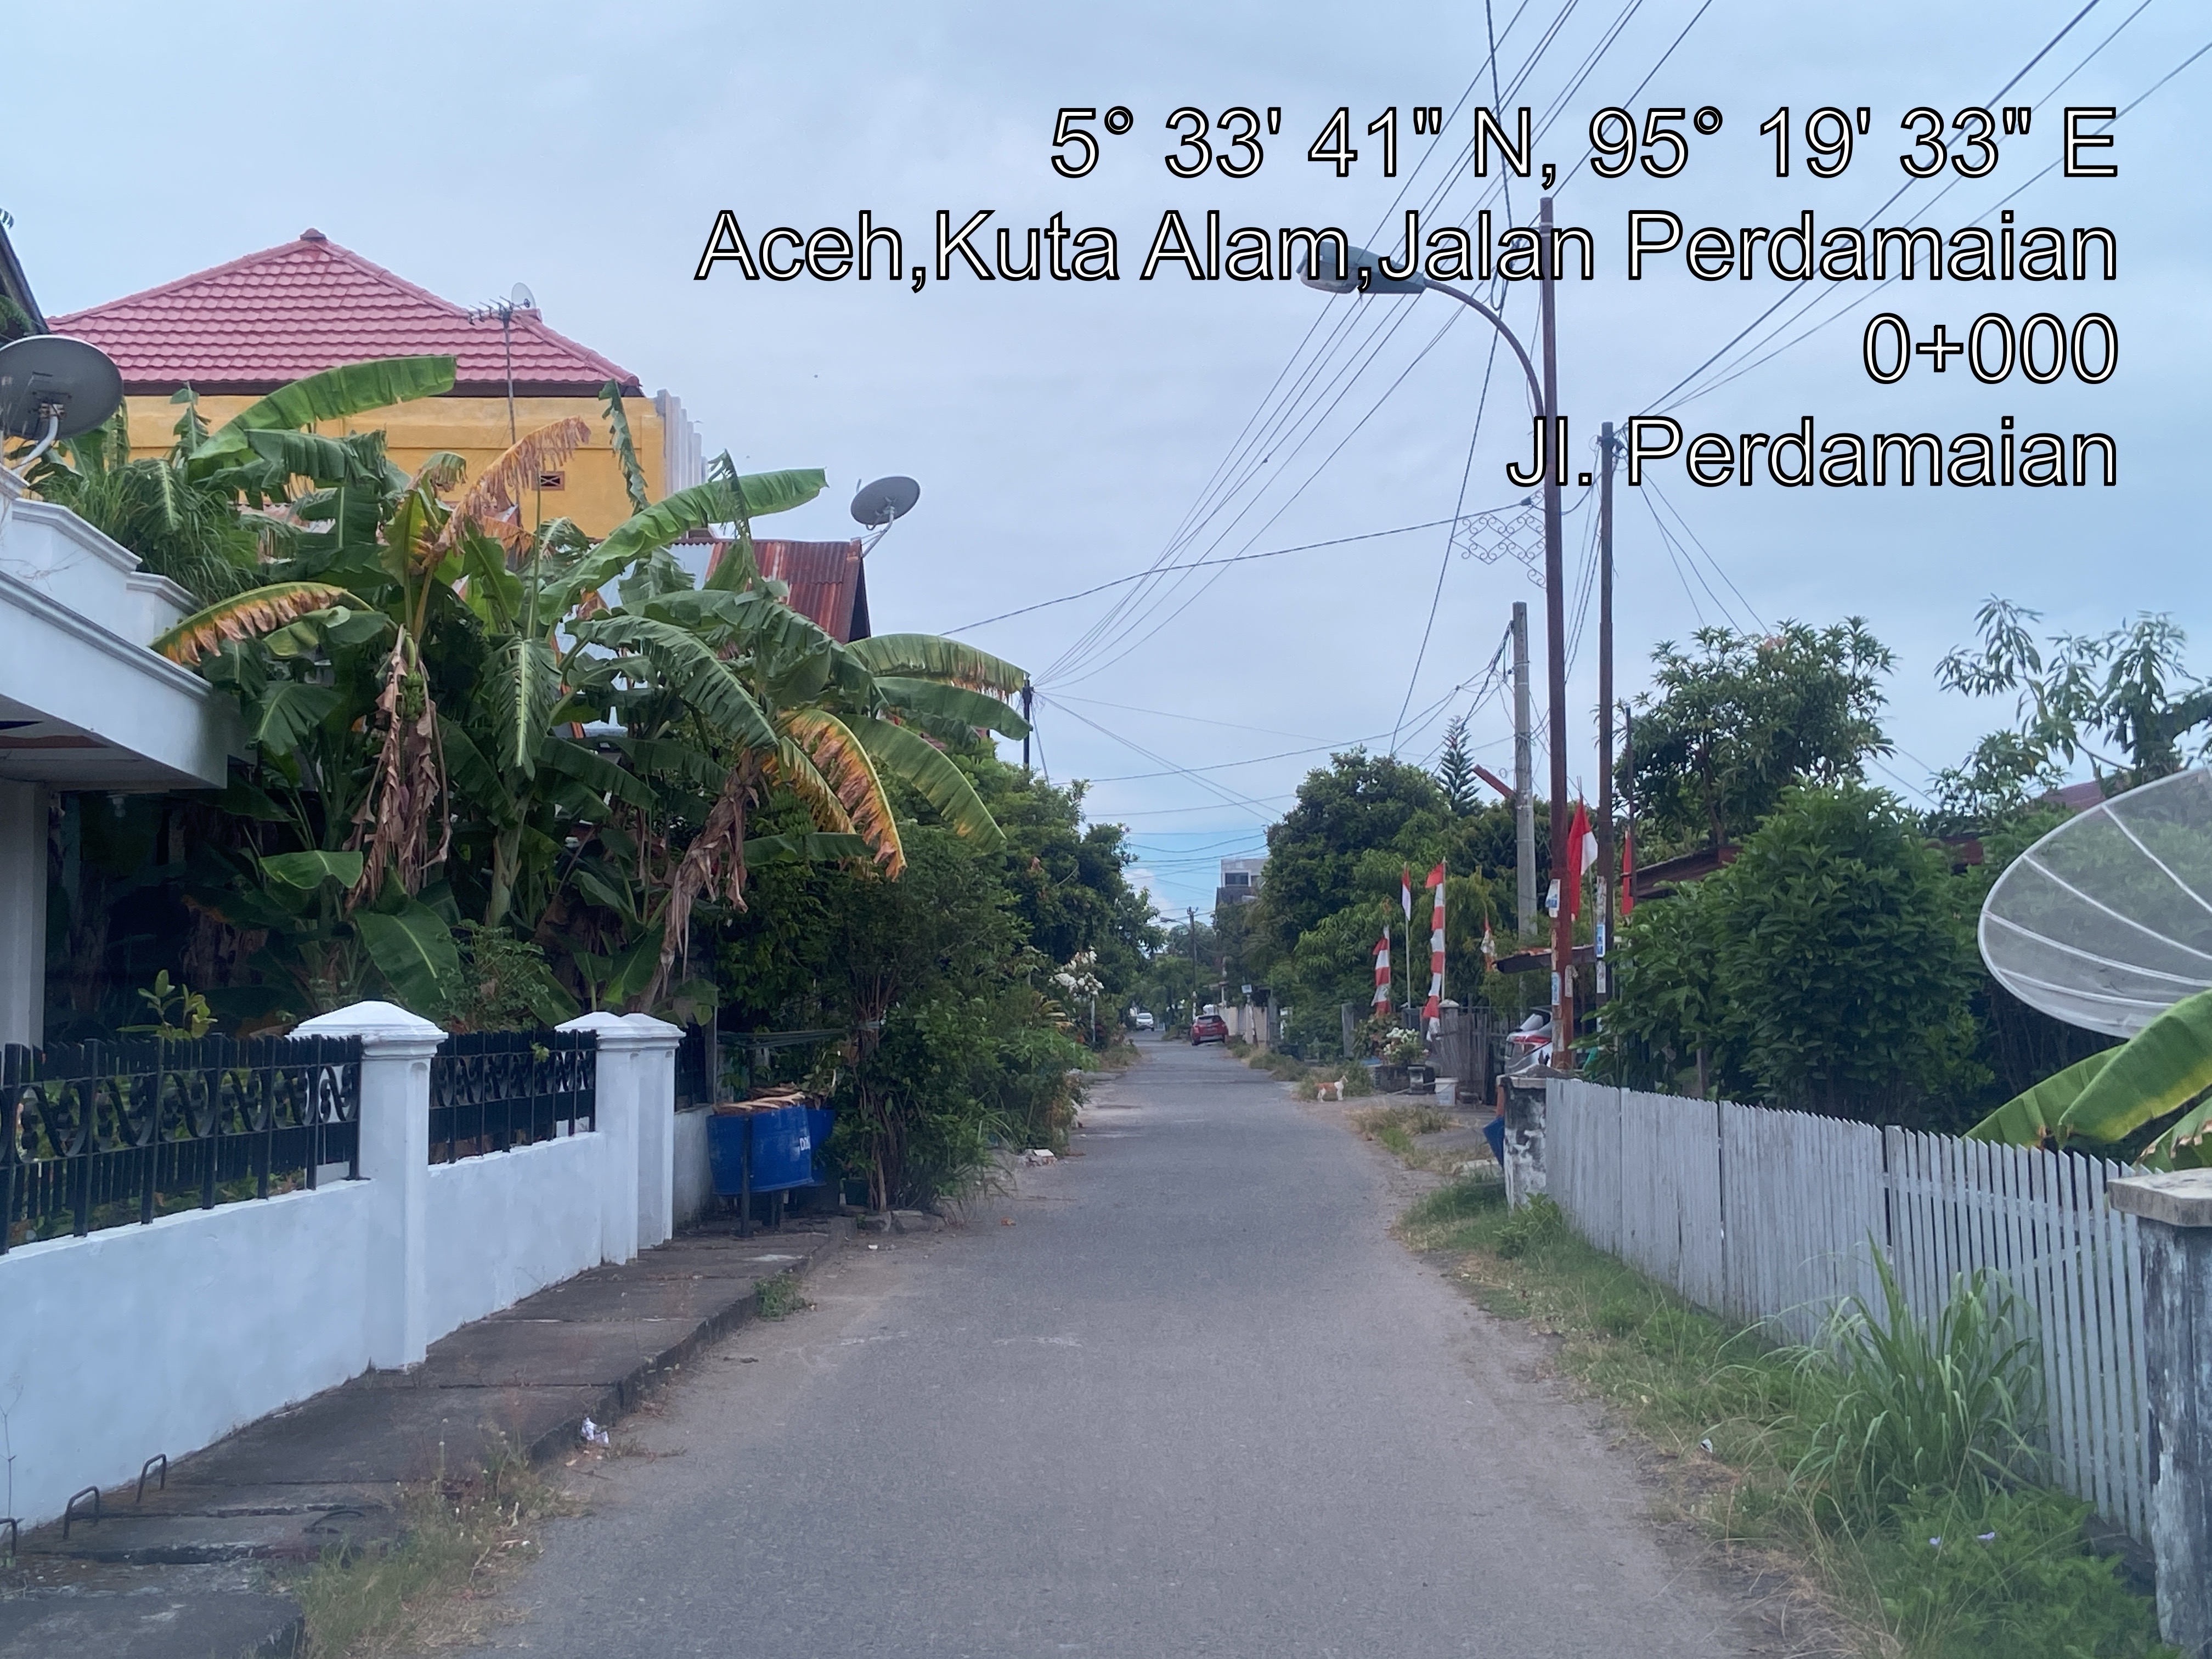 5° 33' 41" N, 95° 19' 33" E
Aceh,Kuta Alam,Jalan Perdamaian
0+000
Jl. Perdamaian